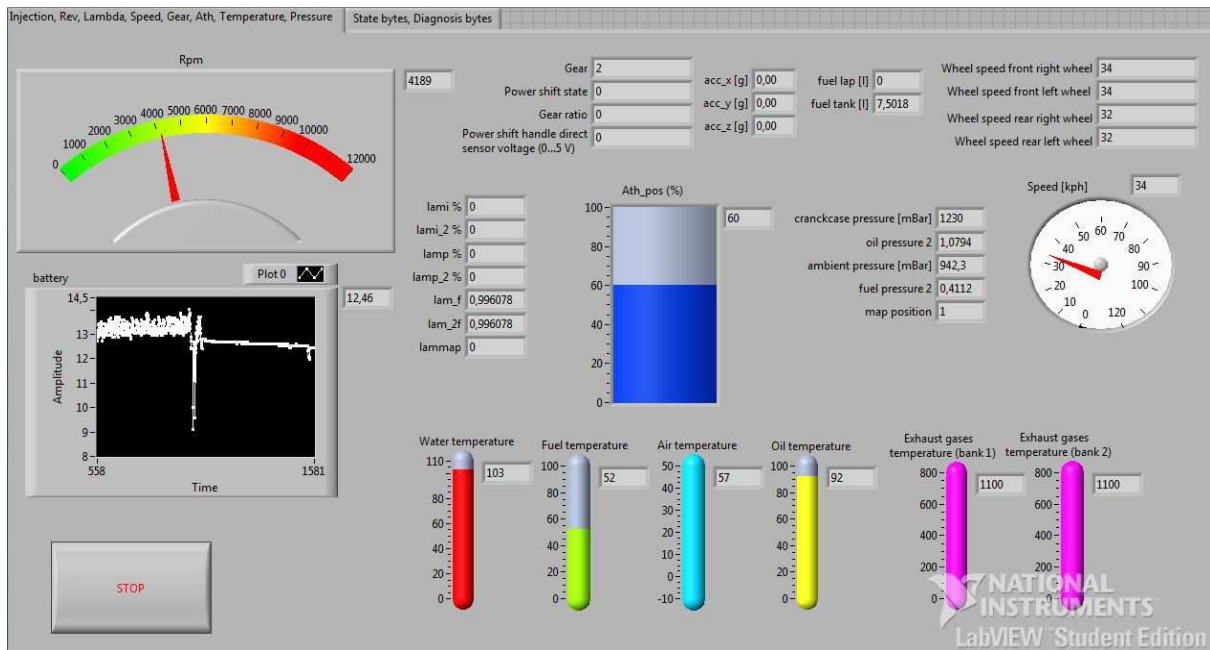 Injection, Rev, Lambda, Speed, Gear, Ath, Temperature, Pressure
State bytes, Diagnosis bytes
Rpm
4189
0
1000
2000
3000
4000
5000
6000
7000
8000
9000
10000
12000
Gear 2
Power shift state 0
Gear ratio 0
Power shift handle direct
sensor voltage (0...5 V) 0
acc_x [g] 0,00
acc_y [g] 0,00
acc_z [g] 0,00
fuel lap [l] 0
fuel tank [l] 7,5018
Wheel speed front right wheel 34
Wheel speed front left wheel 34
Wheel speed rear right wheel 32
Wheel speed rear left wheel 32
battery
Plot 0
12,46
14,5
13
12
11
10
9
8
Amplitude
558
1581
Time
lami % 0
lami_2 % 0
lamp % 0
lamp_2 % 0
lam_f 0,996078
lam_2f 0,996078
lammap 0
Ath_pos (%)
60
100
80
60
40
20
0
cranckcase pressure [mBar] 1230
oil pressure 2 1,0794
ambient pressure [mBar] 942,3
fuel pressure 2 0,4112
map position 1
Speed [kph]
34
0
10
20
30
40
50
60
70
80
90
100
120
Water temperature
103
110
80
60
40
20
0
Fuel temperature
52
100
80
60
40
20
0
Air temperature
57
50
40
30
20
10
0
-10
Oil temperature
92
100
80
60
40
20
0
Exhaust gases
temperature (bank 1)
1100
800
600
400
200
0
Exhaust gases
temperature (bank 2)
1100
800
600
400
200
0
STOP
NATIONAL
INSTRUMENTS™
LabVIEW™ Student Edition